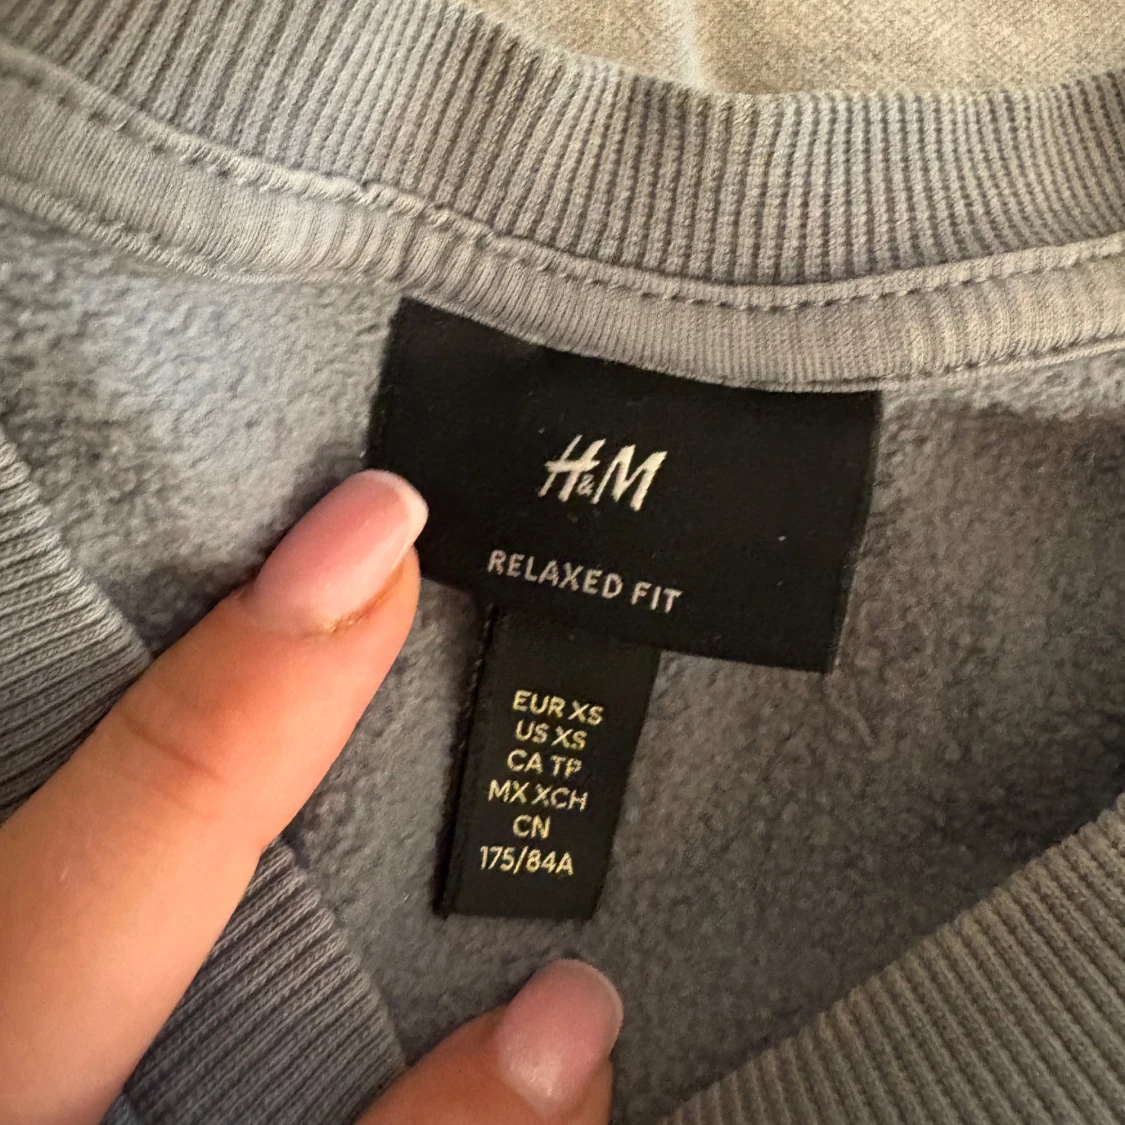 H&M
RELAXED FIT
EUR XS
US XS
CA TP
MX XCH
CN
175/84A